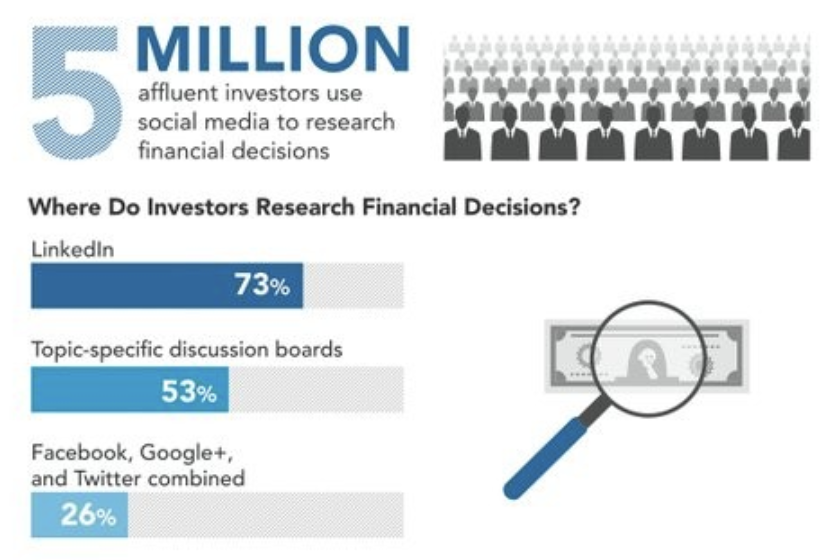 5 MILLION
affluent investors use
social media to research
financial decisions
Where Do Investors Research Financial Decisions?
LinkedIn
73%
Topic-specific discussion boards
53%
Facebook, Google+,
and Twitter combined
26%